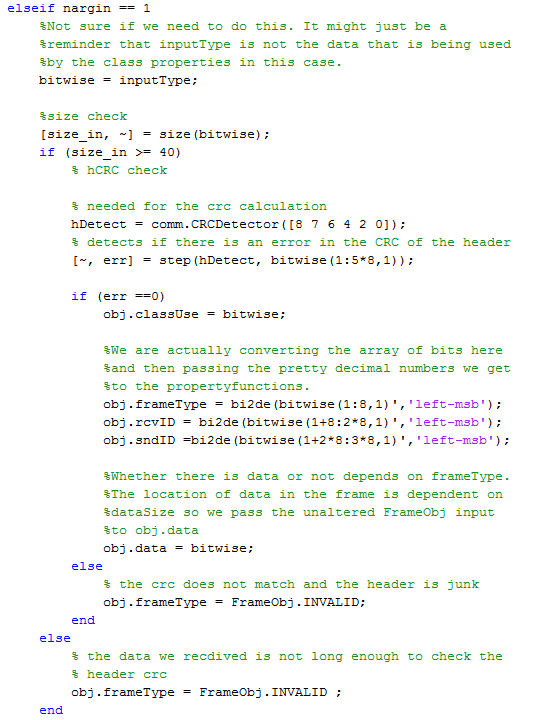 elseif nargin == 1
%Not sure if we need to do this. It might just be a
%reminder that inputType is not the data that is being used
%by the class properties in this case.
bitwise = inputType;
%size check
[size_in, ~] = size(bitwise);
if (size_in >= 40)
% hCRC check
% needed for the crc calculation
hDetect = comm.CRCDetector([8 7 6 4 2 0]);
% detects if there is an error in the CRC of the header
[~, err] = step(hDetect, bitwise(1:5*8,1));
if (err ==0)
obj.classUse = bitwise;
%We are actually converting the array of bits here
%and then passing the pretty decimal numbers we get
%to the propertyfunctions.
obj.frameType = bi2de(bitwise(1:8,1)','left-msb');
obj.rcvID = bi2de(bitwise(1+8:2*8,1)','left-msb');
obj.sndID =bi2de(bitwise(1+2*8:3*8,1)','left-msb');
%Whether there is data or not depends on frameType.
%The location of data in the frame is dependent on
%dataSize so we pass the unaltered FrameObj input
%to obj.data
obj.data = bitwise;
else
% the crc does not match and the header is junk
obj.frameType = FrameObj.INVALID;
end
else
% the data we recdived is not long enough to check the
% header crc
obj.frameType = FrameObj.INVALID ;
end